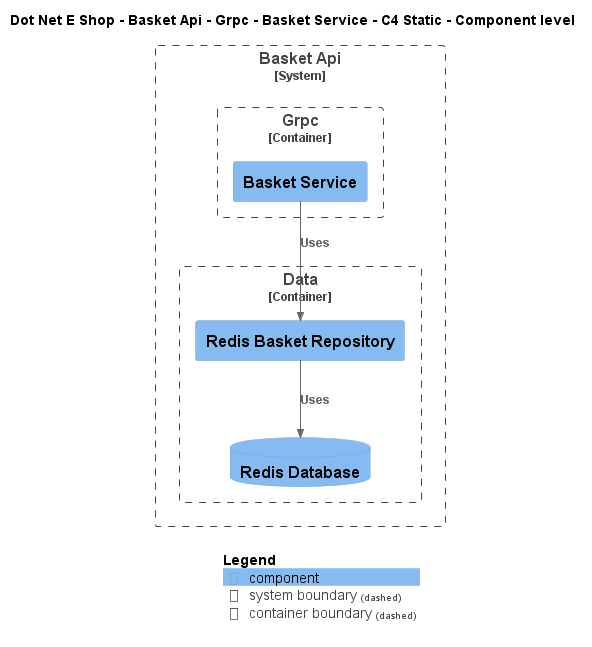 Dot Net E Shop - Basket Api - Grpc - Basket Service - C4 Static - Component level
Basket Api
[System]
Grpc
[Container]
Basket Service
Uses
Data
[Container]
Redis Basket Repository
Uses
Redis Database
Legend
component
system boundary (dashed)
container boundary (dashed)